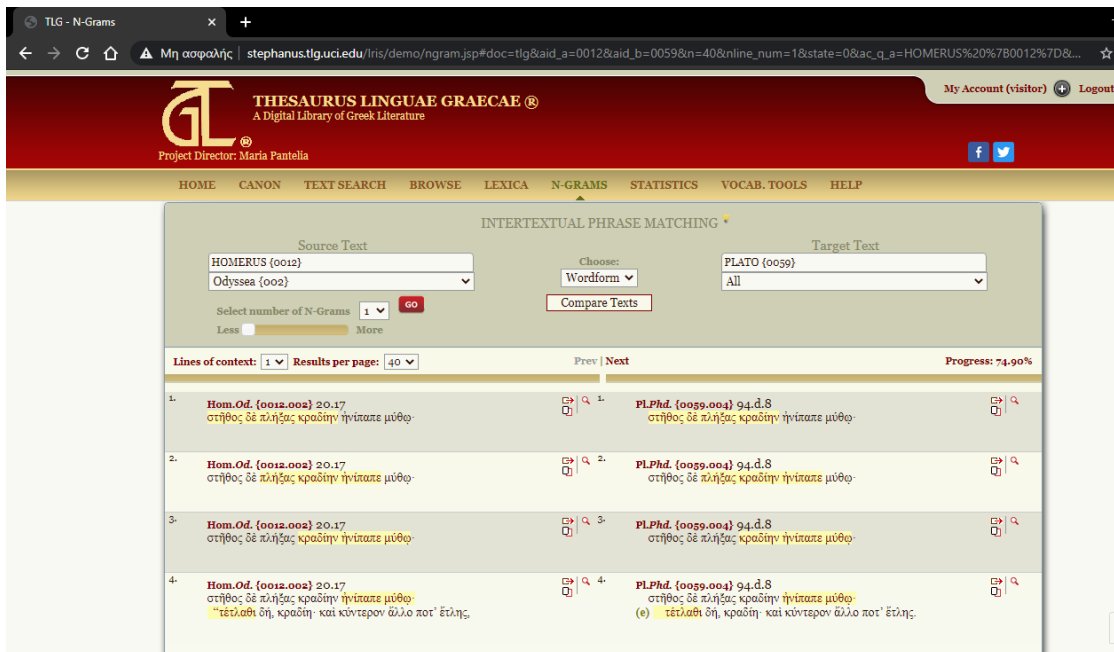 TLG - N-Grams
Μη ασφαλής | stephanus.tlg.uci.edu/Iris/demo/ngram.jsp#doc=tlg&aid_a=0012&aid_b=0059&n=40&nline_num=1&state=0&ac_q_a=HOMERUS%20%7B0012%7D&...
My Account (visitor) Logout
THESAURUS LINGUAE GRAECAE ®
A Digital Library of Greek Literature
TLG ®
Project Director: Maria Pantelia
HOME CANON TEXT SEARCH BROWSE LEXICA N-GRAMS STATISTICS VOCAB. TOOLS HELP
INTERTEXTUAL PHRASE MATCHING
Source Text Target Text
HOMERUS {0012} Choose: PLATO {0059}
Odyssea {002} Wordform All
Compare Texts
Select number of N-Grams 1 GO
Less More
Lines of context: 1 Results per page: 40 Prev | Next Progress: 74.90%
1. Hom.Od. {0012.002} 20.17 1. Pl.Phd. {0059.004} 94.d.8
στῆθος δὲ πλήξας κραδίην ἠνίπαπε μύθῳ· στῆθος δὲ πλήξας κραδίην ἠνίπαπε μύθῳ·
2. Hom.Od. {0012.002} 20.17 2. Pl.Phd. {0059.004} 94.d.8
στῆθος δὲ πλήξας κραδίην ἠνίπαπε μύθῳ· στῆθος δὲ πλήξας κραδίην ἠνίπαπε μύθῳ·
3. Hom.Od. {0012.002} 20.17 3. Pl.Phd. {0059.004} 94.d.8
στῆθος δὲ πλήξας κραδίην ἠνίπαπε μύθῳ· στῆθος δὲ πλήξας κραδίην ἠνίπαπε μύθῳ·
4. Hom.Od. {0012.002} 20.17 4. Pl.Phd. {0059.004} 94.d.8
στῆθος δὲ πλήξας κραδίην ἠνίπαπε μύθῳ· στῆθος δὲ πλήξας κραδίην ἠνίπαπε μύθῳ·
“τέτλαθι δή, κραδίη· καὶ κύντερον ἄλλο ποτ’ ἔτλης, (e) τέτλαθι δή, κραδίη· καὶ κύντερον ἄλλο ποτ’ ἔτλης.